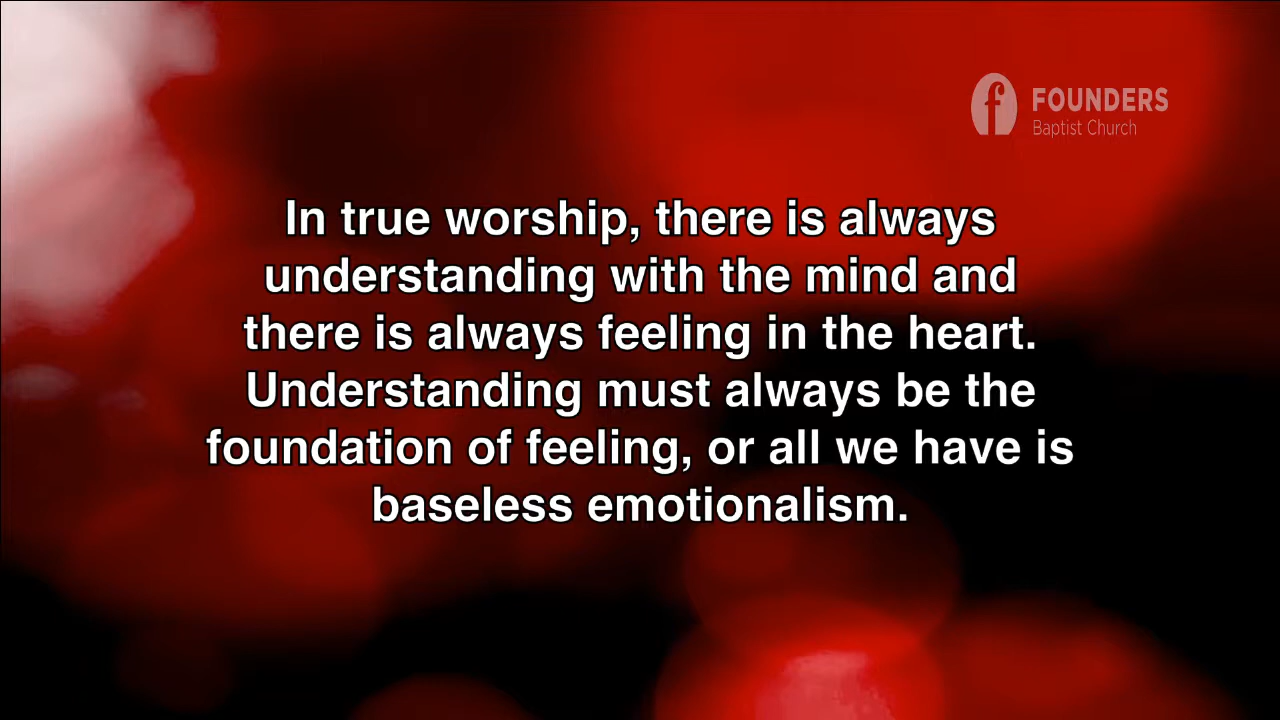 FOUNDERS
Baptist Church
In true worship, there is always
understanding with the mind and
there is always feeling in the heart.
Understanding must always be the
foundation of feeling, or all we have is
baseless emotionalism.